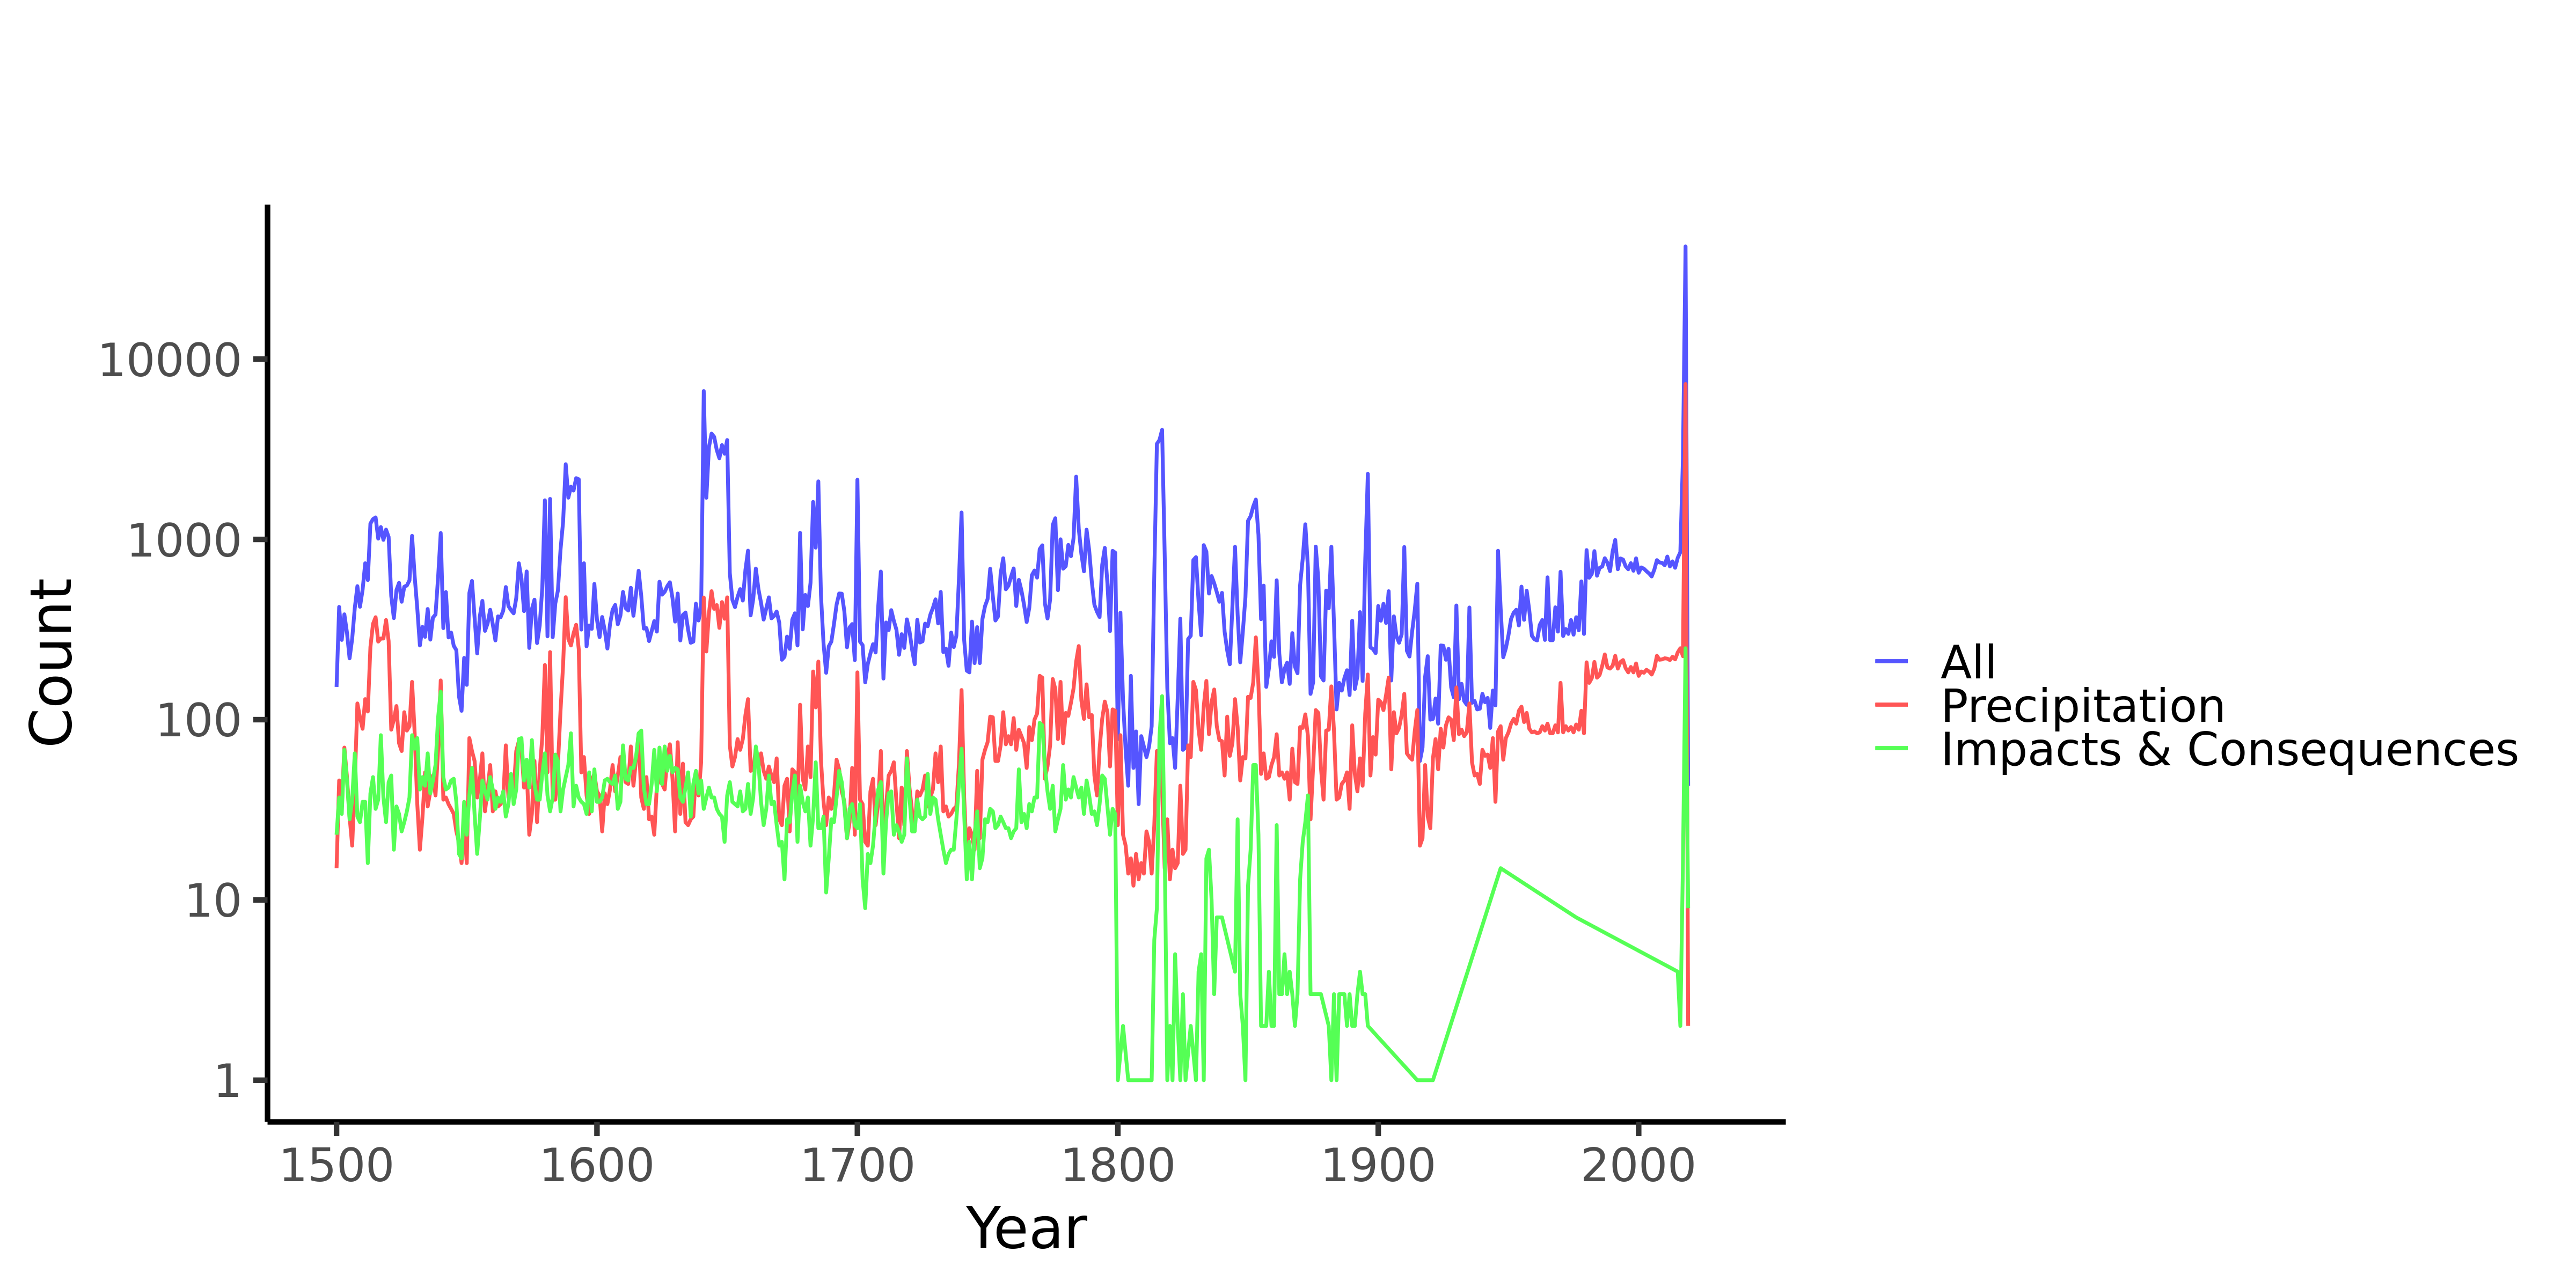 10000
1000
100
10
1
Count
1500 1600 1700 1800 1900 2000
Year
All
Precipitation
Impacts & Consequences